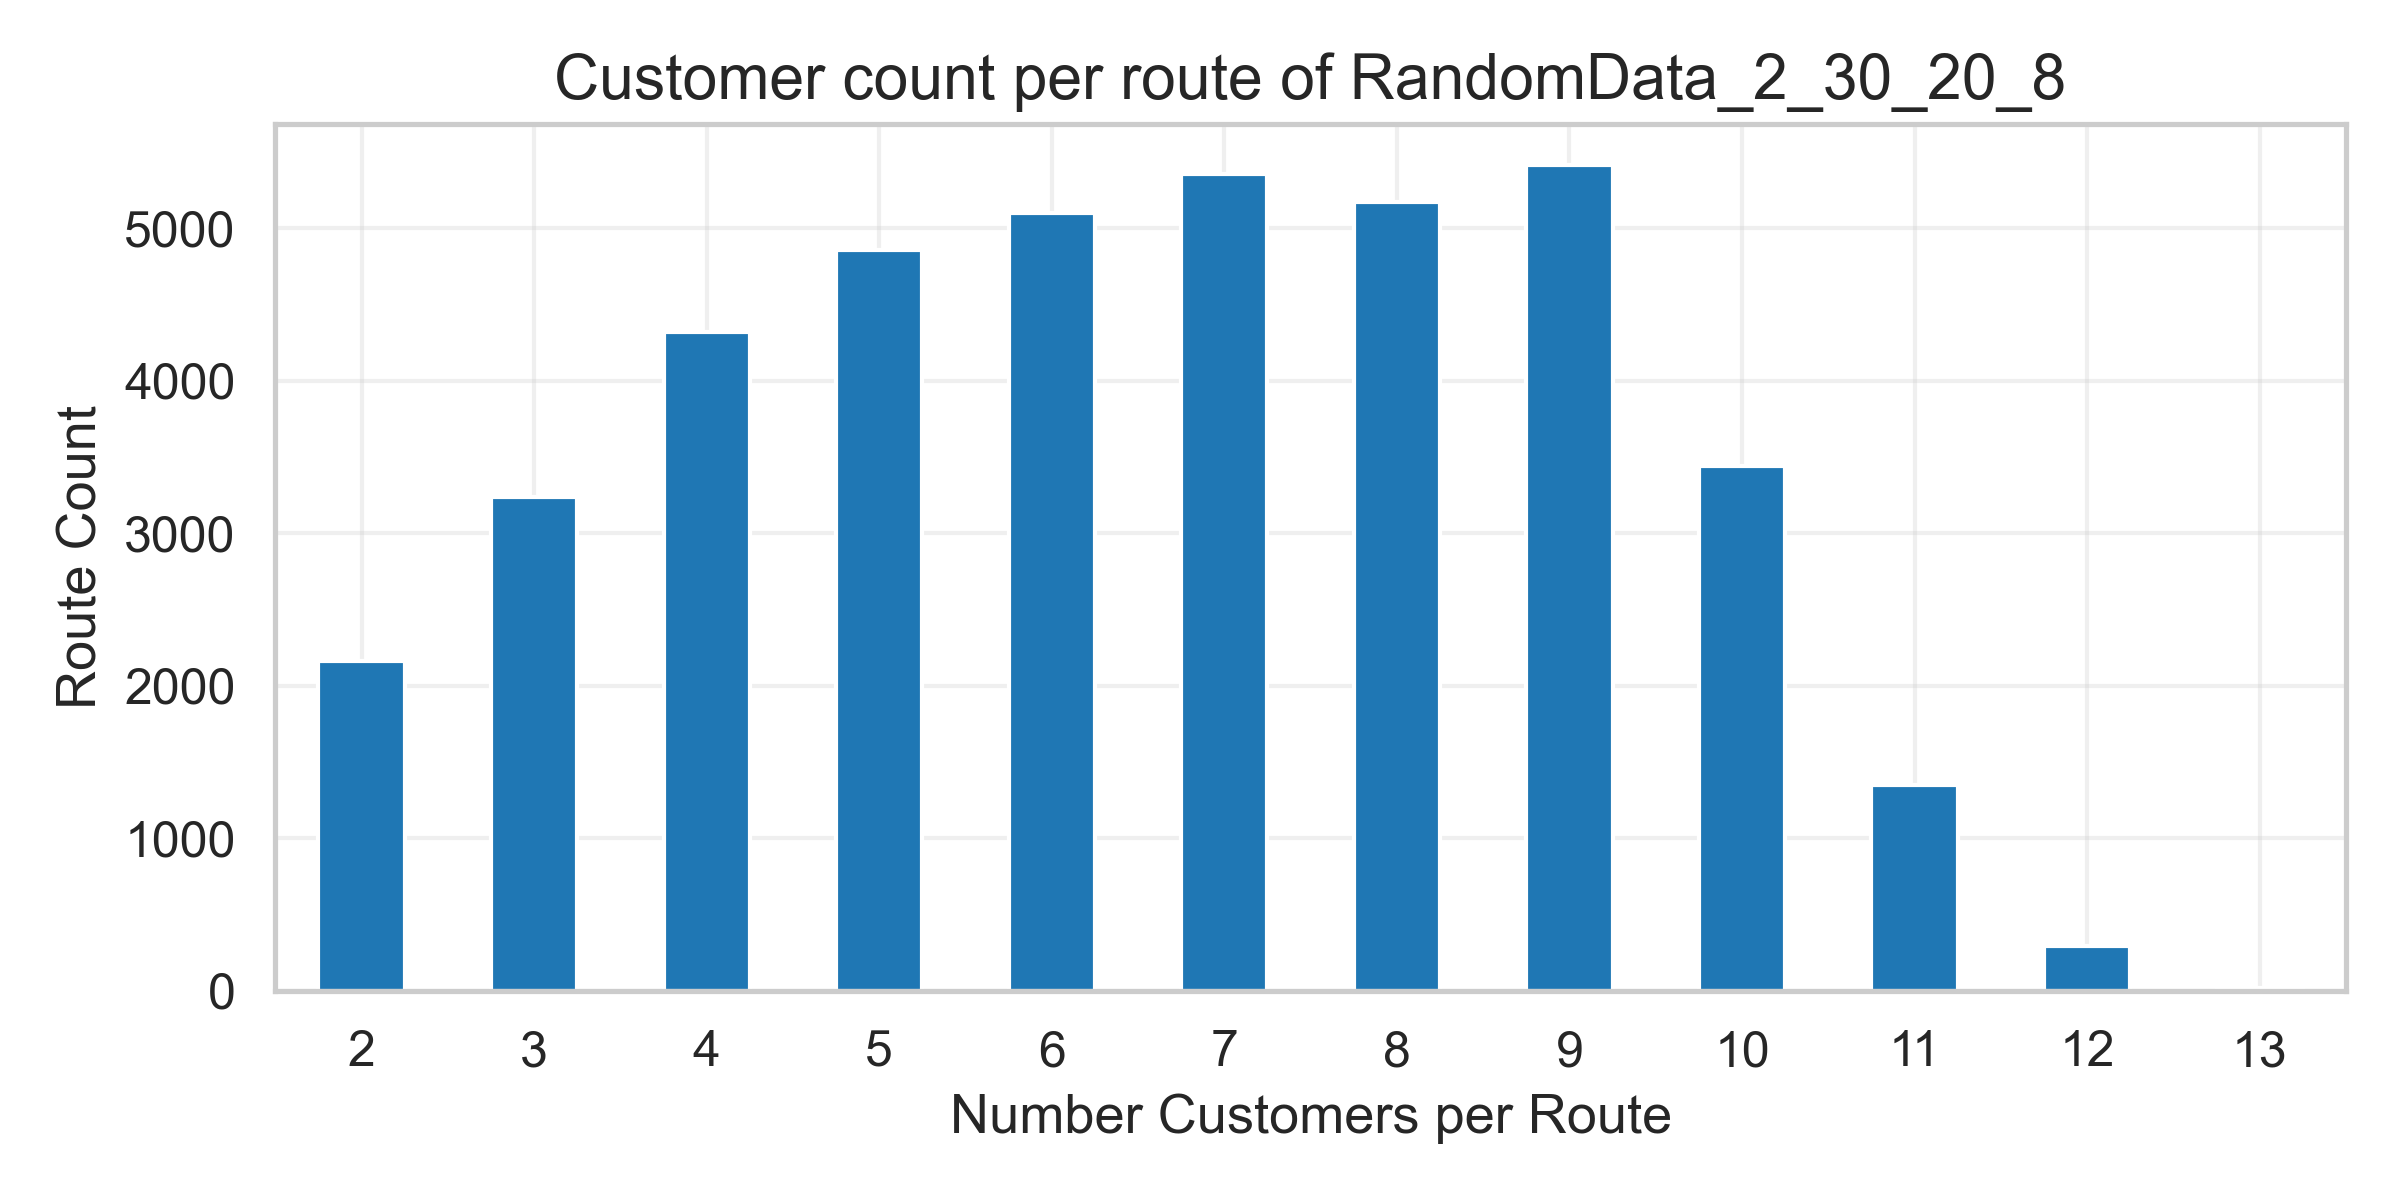 Customer count per route of RandomData_2_30_20_8
Route Count
5000
4000
3000
2000
1000
0
2 3 4 5 6 7 8 9 10 11 12 13
Number Customers per Route